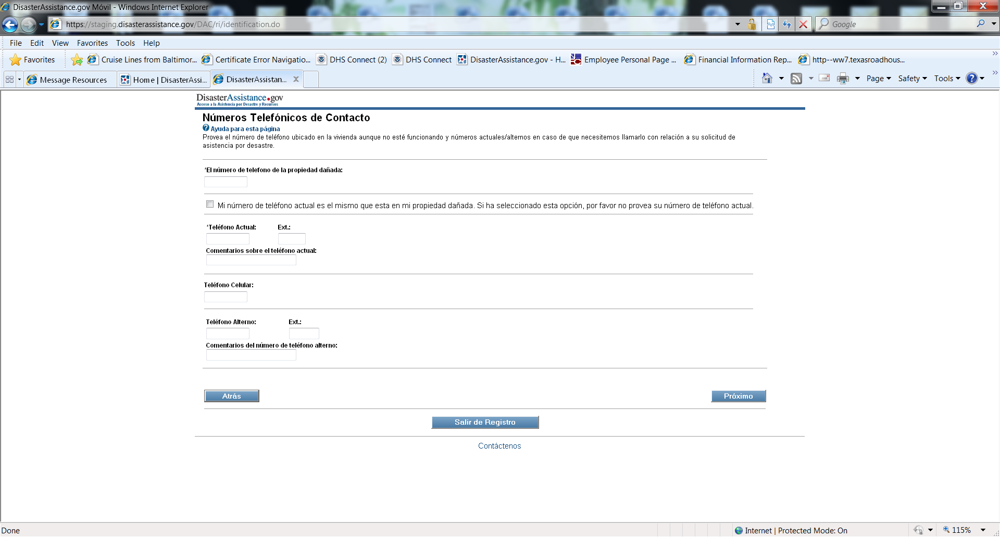 DisasterAssistance.gov Móvil - Windows Internet Explorer
https://staging.disasterassistance.gov/DAC/ri/identification.do
Google
File Edit View Favorites Tools Help
Favorites Cruise Lines from Baltimor... Certificate Error Navigatio... DHS Connect (2) DHS Connect DisasterAssistance.gov - H... Employee Personal Page ... Financial Information Rep... http--ww7.texasroadhous...
Message Resources Home | DisasterAssi... DisasterAssistan... Page Safety Tools
DisasterAssistance.gov
Acceso a la Asistencia por Desastre y Recursos
Números Telefónicos de Contacto
Ayuda para esta página
Provea el número de teléfono ubicado en la vivienda aunque no esté funcionando y números actuales/alternos en caso de que necesitemos llamarlo con relación a su solicitud de
asistencia por desastre.
*El número de telefono de la propiedad dañada:
Mi número de teléfono actual es el mismo que esta en mi propiedad dañada. Si ha seleccionado esta opción, por favor no provea su número de teléfono actual.
*Teléfono Actual: Ext.:
Comentarios sobre el teléfono actual:
Teléfono Celular:
Teléfono Alterno: Ext.:
Comentarios del número de teléfono alterno:
Atrás Próximo
Salir de Registro
Contáctenos
Done Internet | Protected Mode: On 115%